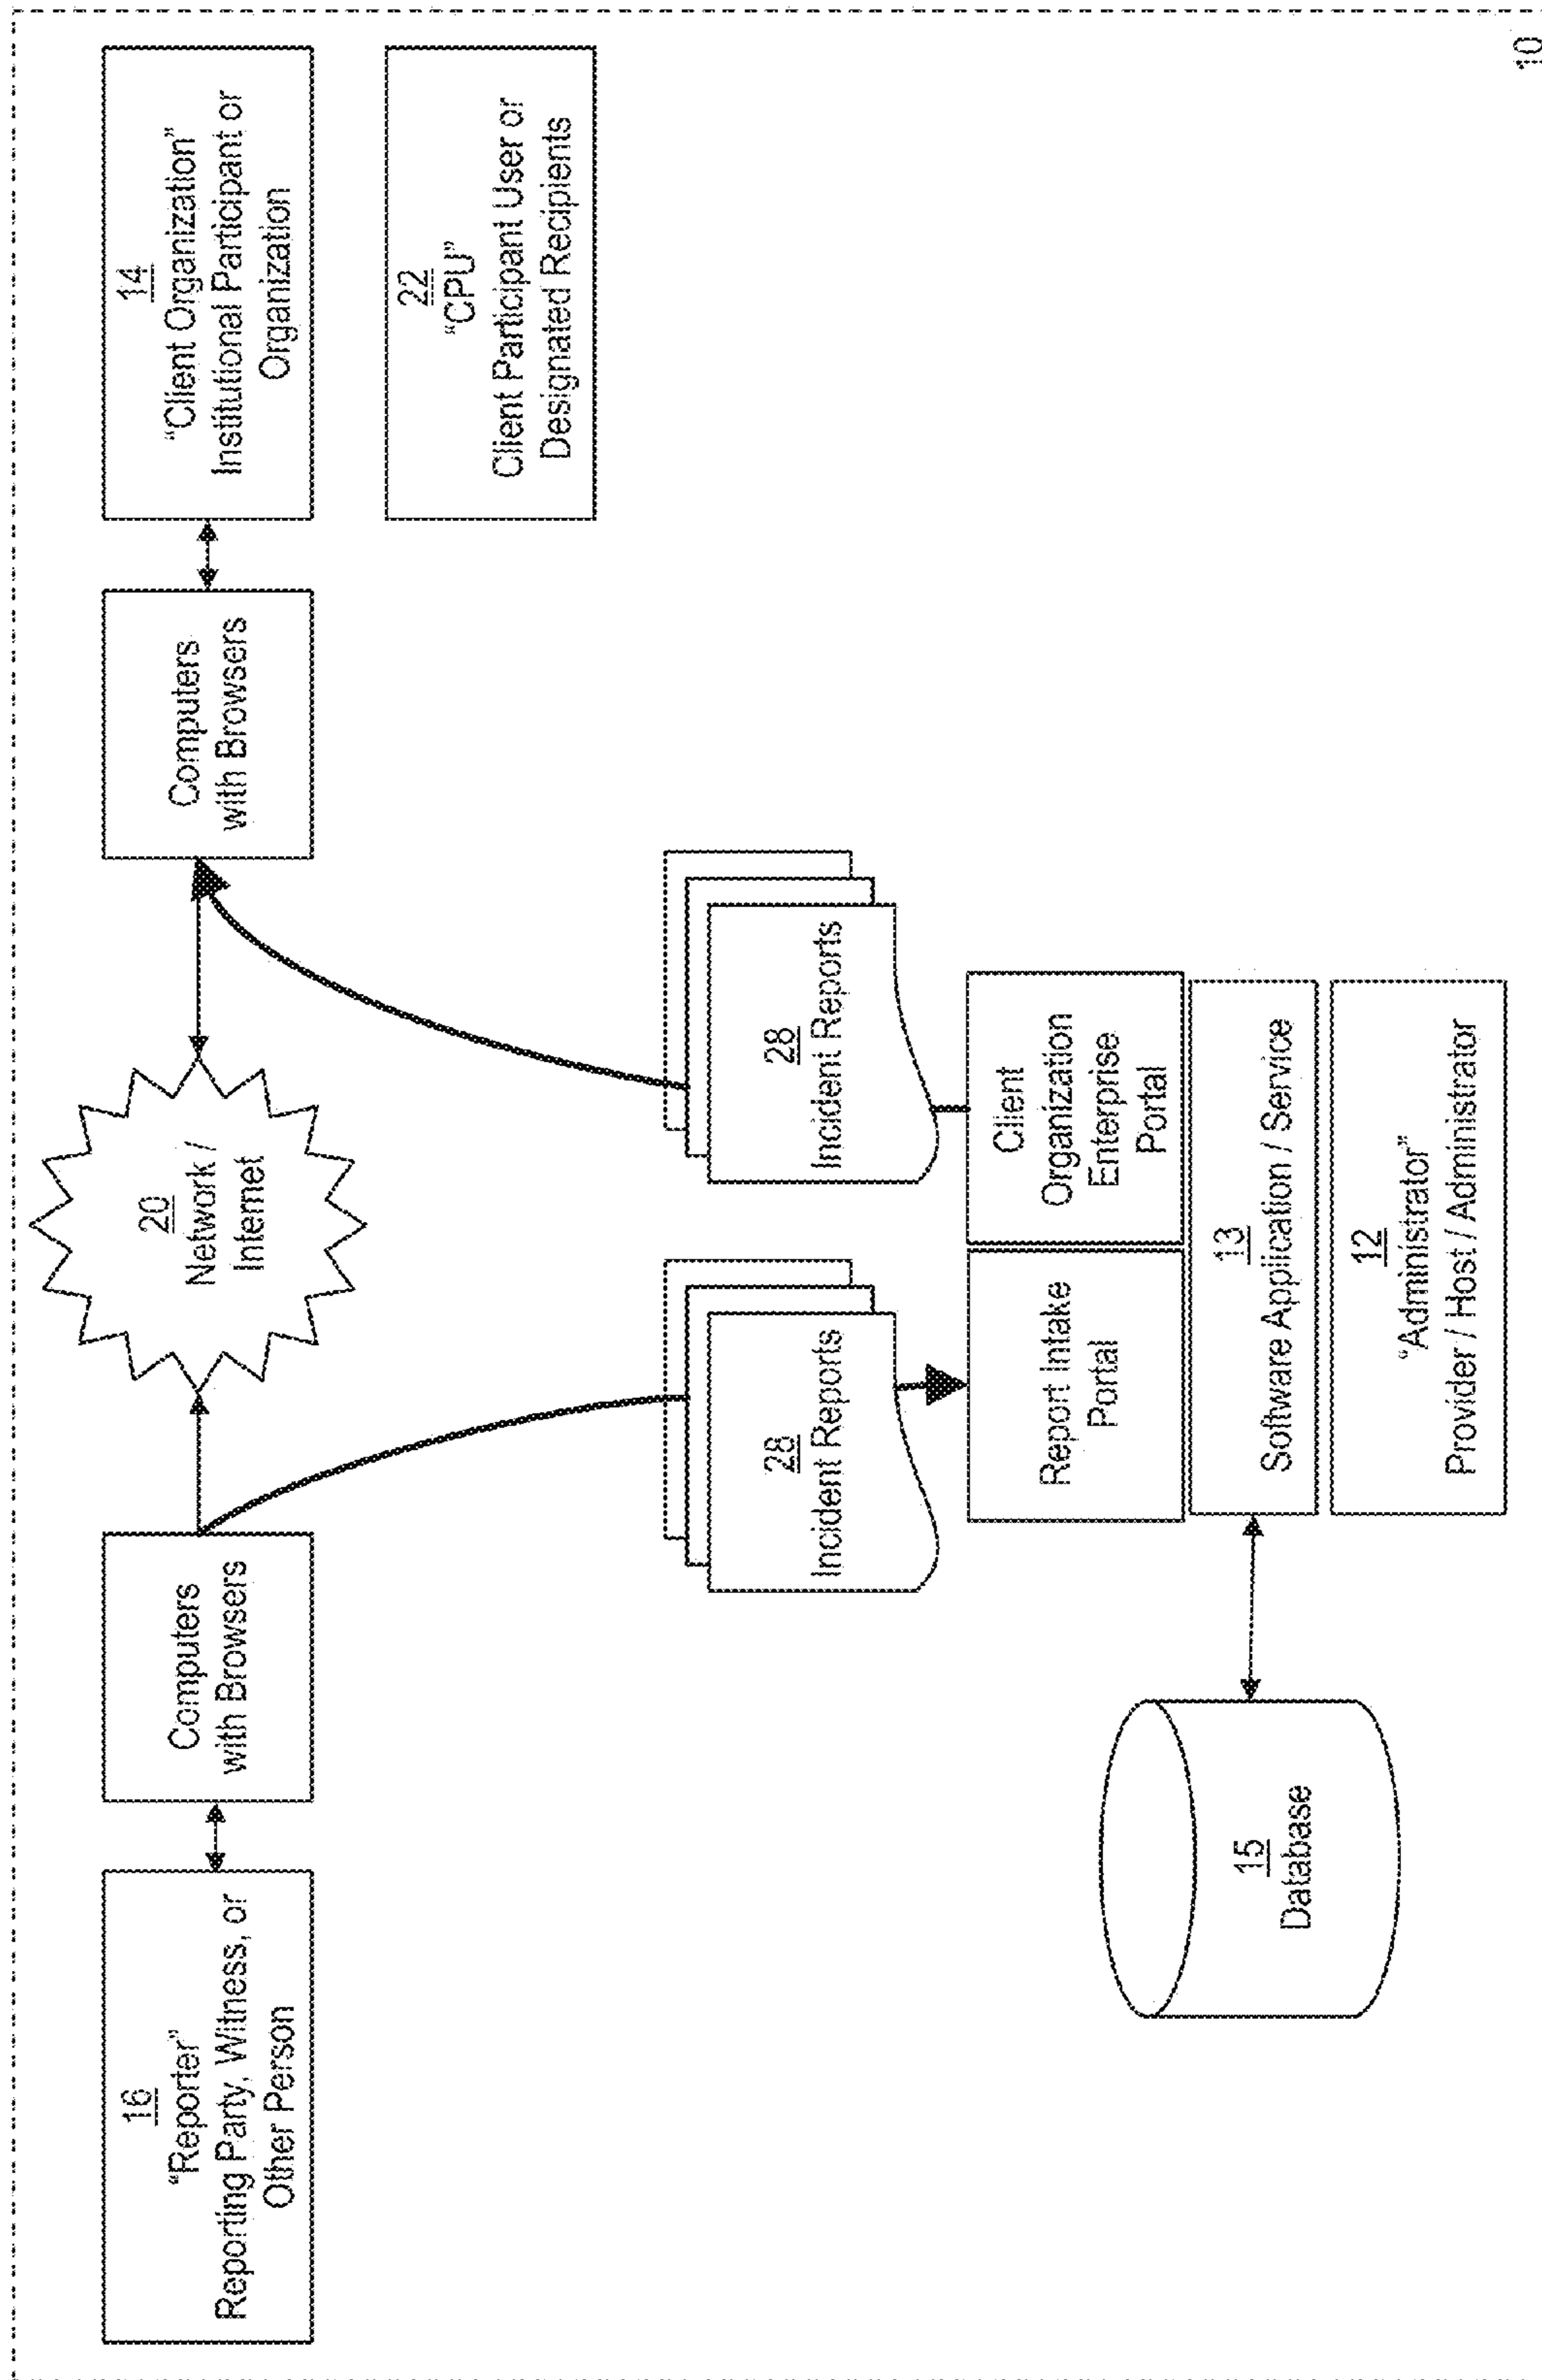 16
“Reporter”
Reporting Party, Witness, or
Other Person
Computers
with Browsers
20
Network /
Internet
Computers
with Browsers
14
“Client Organization”
Institutional Participant or
Organization
22
“CPU”
Client Participant User or
Designated Recipients
28
Incident Reports
28
Incident Reports
Report Intake
Portal
Client
Organization
Enterprise
Portal
13
Software Application / Service
12
“Administrator”
Provider / Host / Administrator
15
Database
10